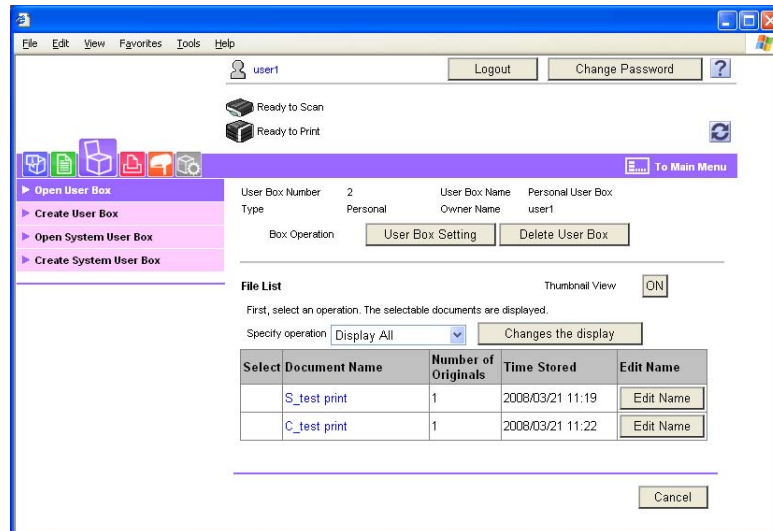 File Edit View Favorites Tools Help
user1 Logout Change Password ?
Ready to Scan
Ready to Print
To Main Menu
Open User Box
Create User Box
Open System User Box
Create System User Box
User Box Number 2 User Box Name Personal User Box
Type Personal Owner Name user1
Box Operation User Box Setting Delete User Box
File List Thumbnail View ON
First, select an operation. The selectable documents are displayed.
Specify operation Display All Changes the display
Select Document Name Number of Originals Time Stored Edit Name
S_test print 1 2008/03/21 11:19 Edit Name
C_test print 1 2008/03/21 11:22 Edit Name
Cancel